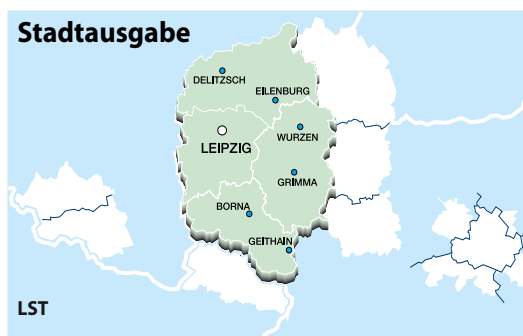 Stadtausgabe
DELITZSCH
EILENBURG
WURZEN
LEIPZIG
GRIMMA
BORNA
GEITHAIN
LST